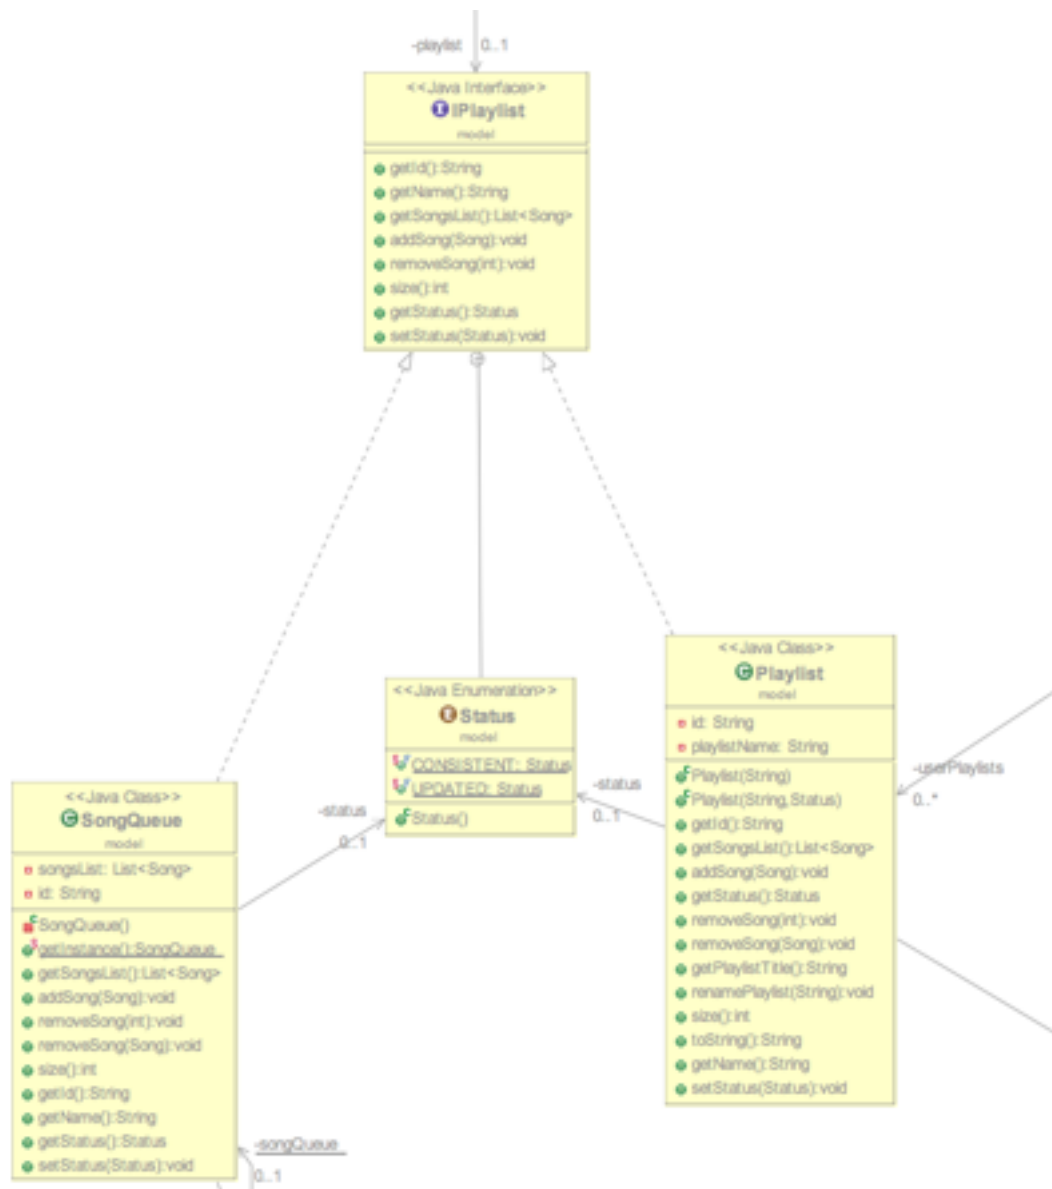 -playlist 0..1
<<Java Interface>>
IPlaylist
model
getId():String
getName():String
getSongsList():List<Song>
addSong(Song):void
removeSong(int):void
size():int
getStatus():Status
setStatus(Status):void
<<Java Enumeration>>
Status
model
CONSISTENT: Status
UPDATED: Status
Status()
-status
0..1
-status
0..1
<<Java Class>>
Playlist
model
id: String
playlistName: String
Playlist(String)
Playlist(String,Status)
getId():String
getSongsList():List<Song>
addSong(Song):void
getStatus():Status
removeSong(int):void
removeSong(Song):void
getPlaylistTitle():String
renamePlaylist(String):void
size():int
toString():String
getName():String
setStatus(Status):void
-userPlaylists
0..*
<<Java Class>>
SongQueue
model
songsList: List<Song>
id: String
SongQueue()
getInstance():SongQueue
getSongsList():List<Song>
addSong(Song):void
removeSong(int):void
removeSong(Song):void
size():int
getId():String
getName():String
getStatus():Status
setStatus(Status):void
-songQueue
0..1